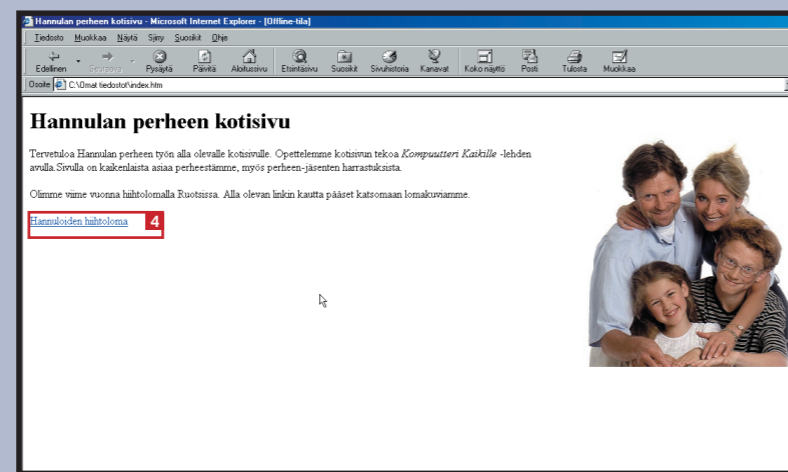 Hannulan perheen kotisivu - Microsoft Internet Explorer - [Offline-tila]
Tiedosto Muokkaa Näytä Siirry Suosikit Ohje
Edellinen Seuraava Pysäytä Päivitä Aloitussivu Etsintäsivu Suosikit Sivuhistoria Kanavat Koko näyttö Posti Tulosta Muokkaa
Osoite C:\Omat tiedostot\index.htm
Hannulan perheen kotisivu
Tervetuloa Hannulan perheen työn alla olevalle kotisivulle. Opettelemme kotisivun tekoa Kompuutteri Kaikille -lehden
avulla.Sivulla on kaikenlaista asiaa perheestämme, myös perheen-jäsenten harrastuksista.
Olimme viime vuonna hiihtolomalla Ruotsissa. Alla olevan linkin kautta pääset katsomaan lomakuviamme.
Hannuloiden hiihtoloma 4